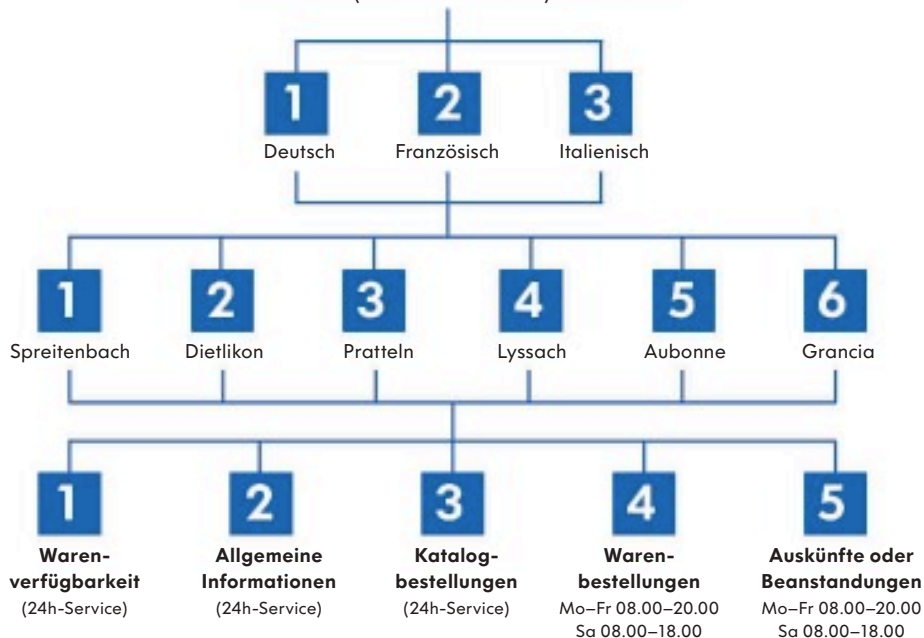 1 2 3
Deutsch Französisch Italienisch
1 2 3 4 5 6
Spreitenbach Dietlikon Pratteln Lyssach Aubonne Grancia
1 2 3 4 5
Waren- Allgemeine Katalog- Waren- Auskünfte oder
verfügbarkeit Informationen bestellungen bestellungen Beanstandungen
(24h-Service) (24h-Service) (24h-Service) Mo–Fr 08.00–20.00 Mo–Fr 08.00–20.00
Sa 08.00–18.00 Sa 08.00–18.00